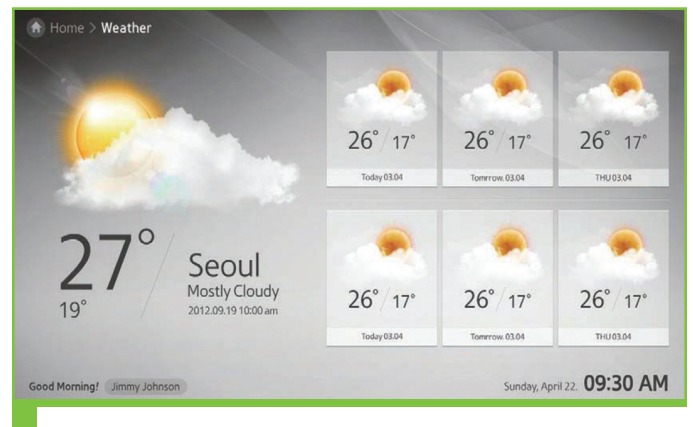 Home > Weather
27°
19°
Seoul
Mostly Cloudy
2012.09.19 10:00 am
26° / 17°
Today 03.04
26° / 17°
Tomrrow. 03.04
26° 17°
THU 03.04
26° / 17°
Today 03.04
26° / 17°
Tomrrow. 03.04
26° / 17°
THU 03.04
Good Morning! Jimmy Johnson
Sunday, April 22. 09:30 AM